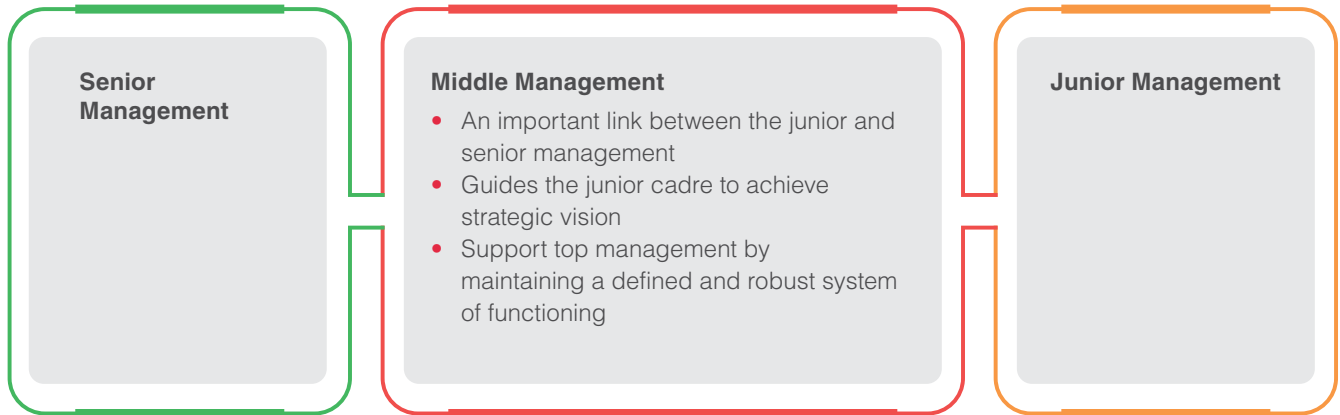 Senior
Management
Middle Management
• An important link between the junior and
senior management
• Guides the junior cadre to achieve
strategic vision
• Support top management by
maintaining a defined and robust system
of functioning
Junior Management